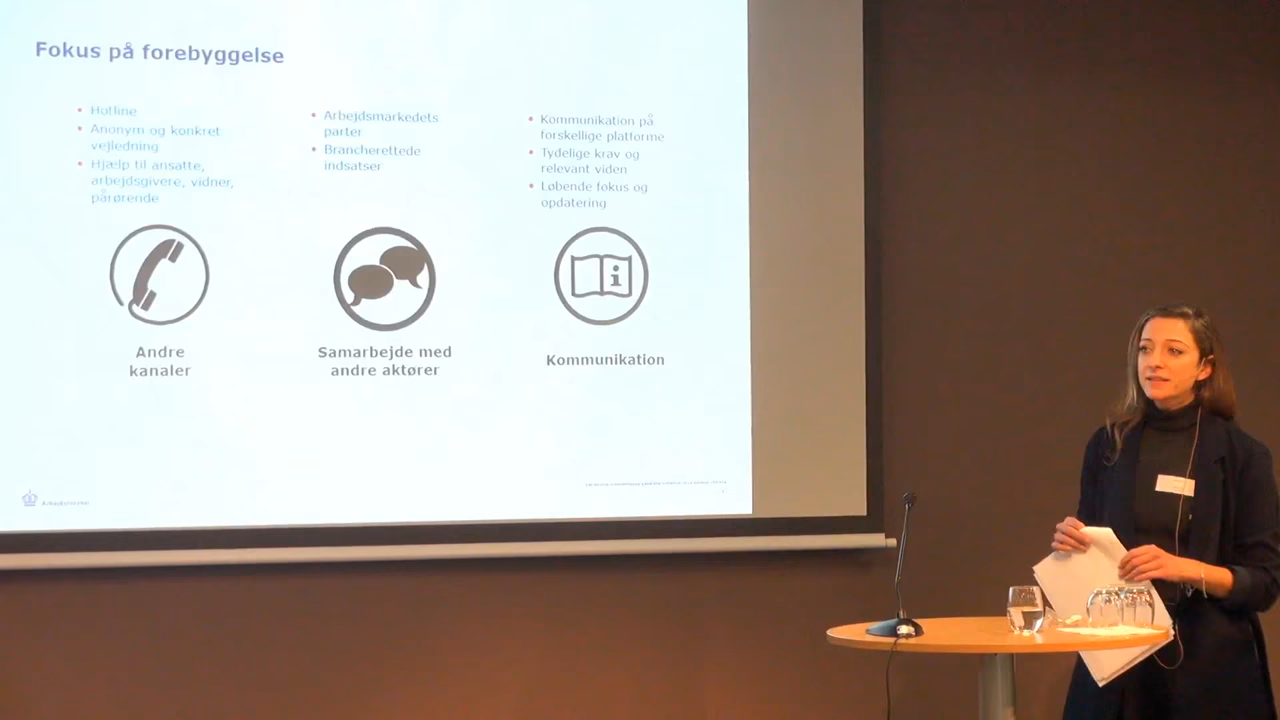 Fokus på forebyggelse
Hotline
Anonym og konkret
vejledning
Hjælp til ansatte,
arbejdsgivere, vidner,
pårørende
Andre
kanaler
Arbejdsmarkedets
parter
Brancherettede
indsatser
Samarbejde med
andre aktører
Kommunikation på
forskellige platforme
Tydelige krav og
relevant viden
Løbende fokus og
opdatering
i
Kommunikation
Arbejdstilsynet